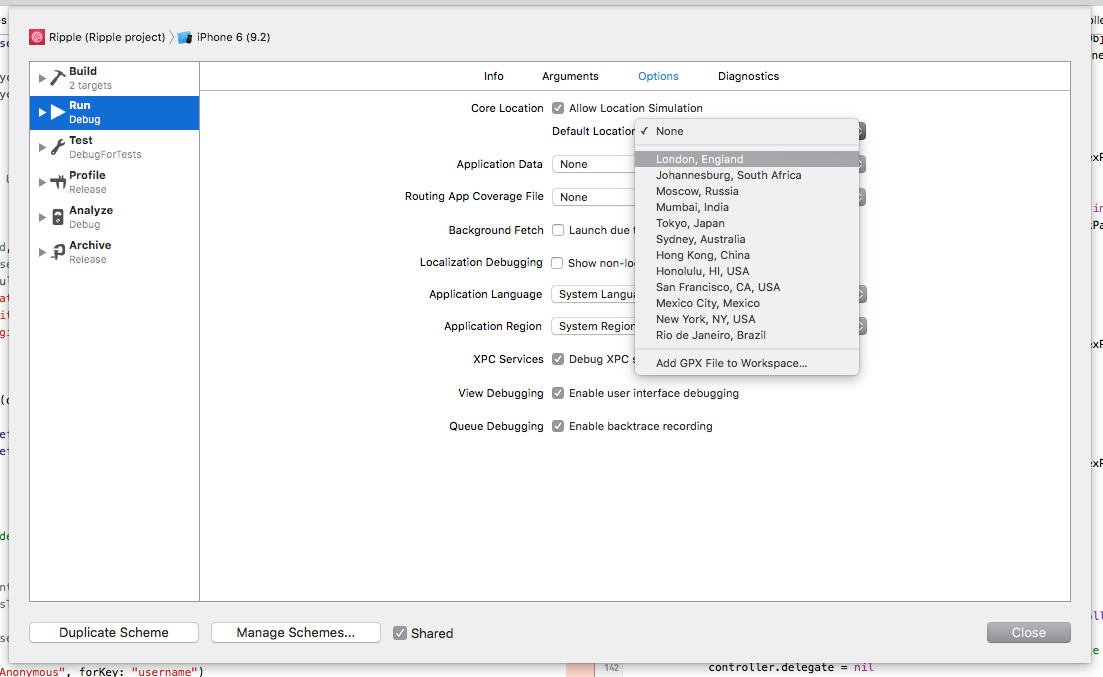 Ripple (Ripple project) 〉 iPhone 6 (9.2)
Build
2 targets
Run
Debug
Test
DebugForTests
Profile
Release
Analyze
Debug
Archive
Release
Info Arguments Options Diagnostics
Core Location Allow Location Simulation
Default Location ✓ None
London, England
Johannesburg, South Africa
Moscow, Russia
Mumbai, India
Tokyo, Japan
Sydney, Australia
Hong Kong, China
Honolulu, HI, USA
San Francisco, CA, USA
Mexico City, Mexico
New York, NY, USA
Rio de Janeiro, Brazil
Add GPX File to Workspace...
Application Data None
Routing App Coverage File None
Background Fetch Launch due
Localization Debugging Show non-lo
Application Language System Langua
Application Region System Region
XPC Services Debug XPC s
View Debugging Enable user interface debugging
Queue Debugging Enable backtrace recording
Duplicate Scheme Manage Schemes... Shared Close
Anonymous", forKey: "username")
142 controller.delegate = nil